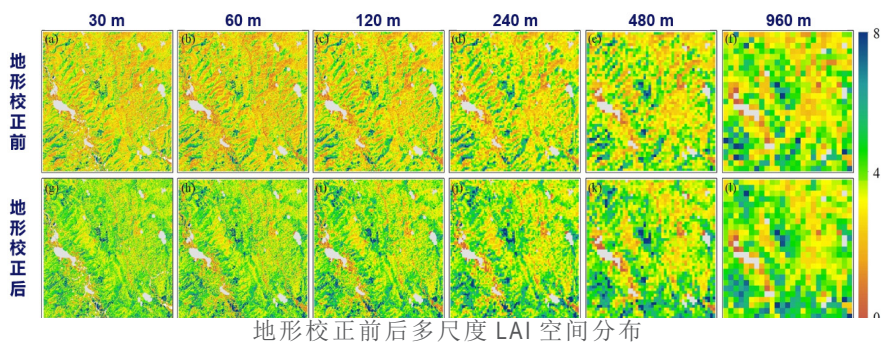 30 m 60 m 120 m 240 m 480 m 960 m
地形校正前
(a) (b) (c) (d) (e) (f)
8
4
地形校正后
(g) (h) (i) (j) (k) (l)
0
地形校正前后多尺度 LAI 空间分布